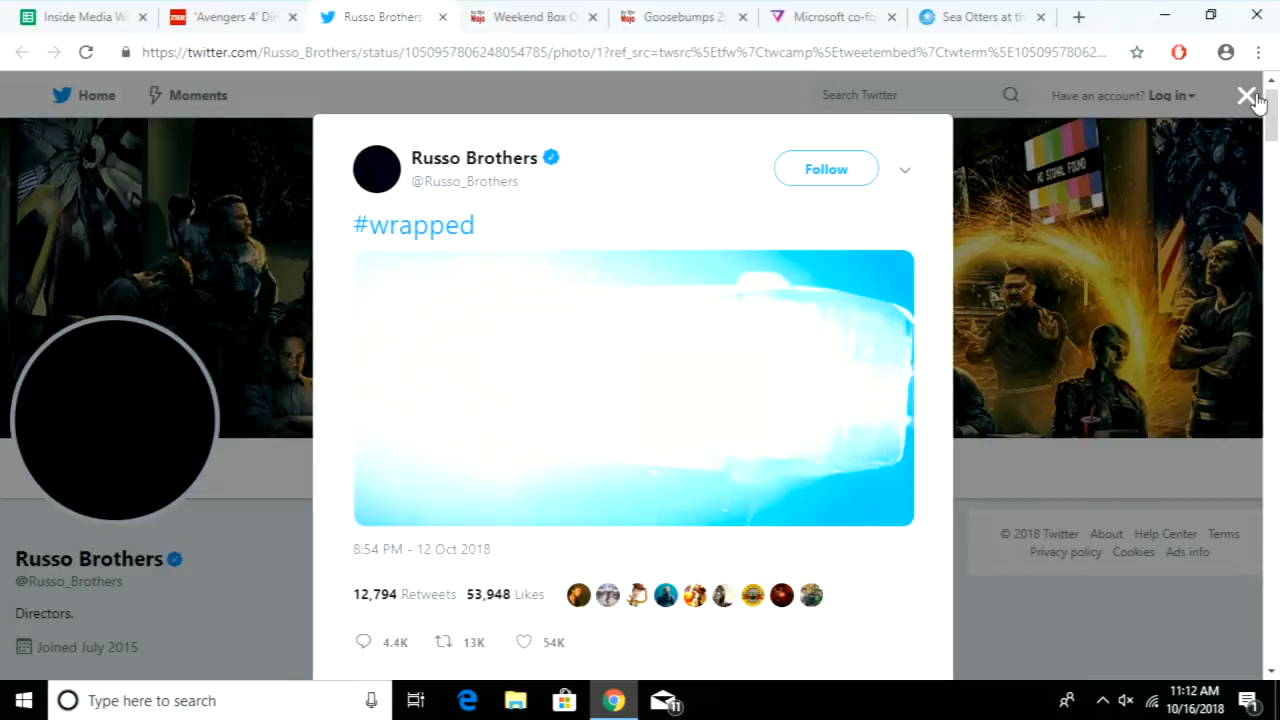 Inside Media W
"Avengers 4" Di
Russo Brothers
Weekend Box O
Goosebumps 2
Microsoft co-fo
Sea Otters at th
https://twitter.com/Russo_Brothers/status/1050957806248054785/photo/1?ref_src=twsrc%5Etfw%7Ctwcamp%5Etweetembed%7Ctwterm%5E10509578062...
Home
Moments
Search Twitter
Have an account? Log in
NO SIGNAL FOUND
Russo Brothers
@Russo_Brothers
Follow
#wrapped
8:54 PM - 12 Oct 2018
12,794 Retweets 53,948 Likes
4.4K 13K 54K
Russo Brothers
@Russo_Brothers
Directors.
Joined July 2015
© 2018 Twitter About Help Center Terms
Privacy policy Cookies Ads info
Type here to search
11
11:12 AM
10/16/2018
1